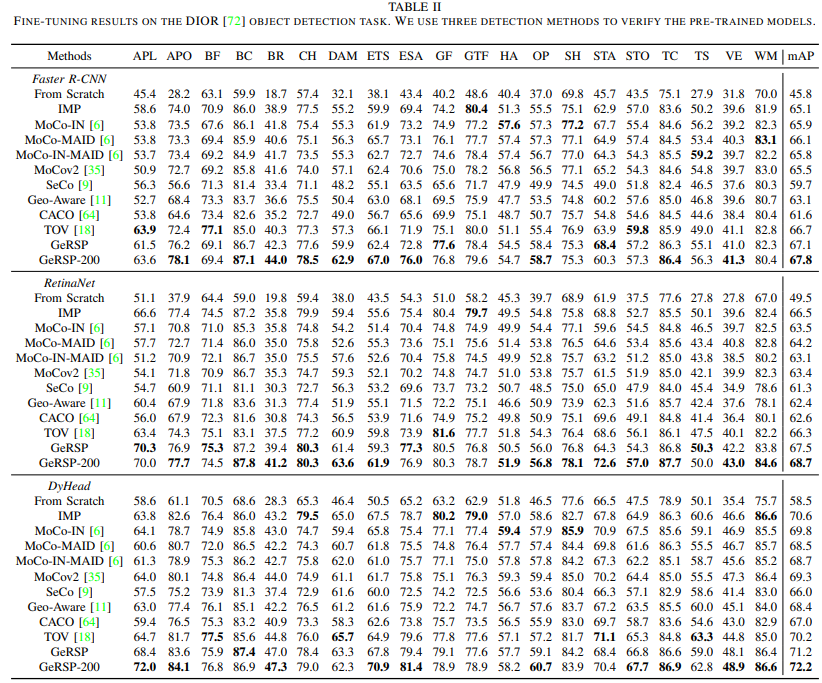 TABLE II
FINE-TUNING RESULTS ON THE DIOR [72] OBJECT DETECTION TASK. WE USE THREE DETECTION METHODS TO VERIFY THE PRE-TRAINED MODELS.
Methods APL APO BF BC BR CH DAM ETS ESA GF GTF HA OP SH STA STO TC TS VE WM mAP
Faster R-CNN
From Scratch 45.4 28.2 63.1 59.9 18.7 57.4 32.1 38.1 43.4 40.2 48.6 40.4 37.0 69.8 45.7 43.5 75.1 27.9 31.8 70.0 45.8
IMP 58.6 74.0 70.9 86.0 38.9 77.5 55.2 59.9 69.4 74.2 80.4 51.3 55.5 75.1 62.9 57.0 83.6 50.2 39.6 81.9 65.1
MoCo-IN [6] 53.8 73.5 67.6 86.1 41.8 75.4 55.3 61.9 73.2 74.9 77.2 57.6 57.3 77.2 67.7 55.4 84.6 56.2 39.2 82.3 65.9
MoCo-MAID [6] 53.8 73.3 69.4 85.9 40.6 75.1 56.3 65.7 73.1 76.1 77.7 57.4 57.3 77.1 64.9 57.4 84.5 53.4 40.3 83.1 66.1
MoCo-IN-MAID [6] 53.7 73.4 69.2 84.9 41.7 73.5 55.3 62.7 72.7 74.6 78.4 57.4 56.7 77.0 64.3 54.3 85.5 59.2 39.7 82.2 65.8
MoCov2 [35] 50.9 72.7 69.2 85.8 41.6 74.0 57.1 62.4 70.6 75.0 78.2 56.8 56.5 77.1 65.2 54.3 84.6 54.8 39.7 83.0 65.5
SeCo [9] 56.3 56.6 71.3 81.4 33.4 71.1 48.2 55.1 63.5 65.6 71.7 47.9 49.9 74.5 49.0 51.8 82.4 46.5 37.6 80.3 59.7
Geo-Aware [11] 52.7 68.4 73.3 83.7 36.6 75.5 50.4 63.0 68.1 69.5 75.9 47.7 53.5 74.8 60.2 57.6 85.0 46.8 39.6 80.7 63.1
CACO [64] 53.8 64.6 73.4 82.6 35.2 72.7 49.0 56.7 65.6 69.9 75.1 48.7 50.7 75.7 54.8 54.6 84.5 44.6 38.4 80.4 61.6
TOV [18] 63.9 72.4 77.1 85.0 40.3 77.3 57.3 66.1 71.9 75.1 80.0 51.1 55.4 76.9 63.9 59.8 85.9 49.0 41.1 82.8 66.7
GeRSP 61.5 76.2 69.1 86.7 42.3 77.6 59.9 62.4 72.8 77.6 78.4 54.5 58.4 75.3 68.4 57.2 86.3 55.1 41.0 82.3 67.1
GeRSP-200 63.6 78.1 69.4 87.1 44.0 78.5 62.9 67.0 76.0 76.8 79.6 54.7 58.7 75.3 60.3 57.3 86.4 56.3 41.3 80.4 67.8
RetinaNet
From Scratch 51.1 37.9 64.4 59.0 19.8 59.4 38.0 43.5 54.3 51.0 58.2 45.3 39.7 68.9 61.9 37.5 77.6 27.8 27.8 67.0 49.5
IMP 66.6 77.4 74.5 87.2 35.8 79.9 59.4 55.6 75.4 80.4 79.7 49.5 54.8 75.8 68.8 52.7 85.5 50.1 39.6 82.4 66.5
MoCo-IN [6] 57.1 70.8 71.0 85.3 35.8 74.8 54.2 51.4 70.4 74.8 74.9 49.9 54.4 77.1 59.6 54.5 84.8 46.5 39.7 82.5 63.5
MoCo-MAID [6] 57.7 72.7 71.4 86.0 35.0 75.8 52.6 55.3 73.6 75.1 75.6 51.4 53.8 76.5 64.6 53.4 85.6 43.4 40.8 82.8 64.2
MoCo-IN-MAID [6] 51.2 70.9 72.1 86.7 35.0 75.5 57.6 52.6 70.4 75.8 74.5 49.9 52.8 75.7 63.2 51.2 85.0 43.8 38.5 80.2 63.1
MoCov2 [35] 54.1 71.8 70.9 86.7 35.3 74.7 59.3 52.1 70.2 74.8 74.7 51.0 53.8 75.7 61.5 51.9 85.0 42.1 39.9 82.3 63.4
SeCo [9] 54.7 60.9 71.1 81.1 30.3 72.7 56.3 53.2 69.6 73.7 73.2 50.7 48.5 75.0 65.0 47.9 84.0 45.4 34.9 78.6 61.3
Geo-Aware [11] 60.4 67.9 71.8 83.6 31.3 77.4 51.9 55.1 71.5 72.2 75.1 46.6 50.9 73.9 62.3 51.6 85.7 42.4 37.6 78.1 62.4
CACO [64] 56.0 67.9 72.3 81.6 30.8 74.3 56.5 53.9 71.6 74.9 75.2 49.8 50.9 75.1 69.6 49.1 84.8 41.4 36.4 80.1 62.6
TOV [18] 63.4 74.3 75.1 83.1 37.5 77.2 60.9 59.8 73.9 81.6 77.7 51.8 54.3 76.4 68.6 56.1 86.1 47.5 40.1 82.2 66.3
GeRSP 70.3 76.9 75.3 87.2 39.4 80.3 61.4 59.3 77.3 80.5 76.8 50.5 56.0 76.8 64.3 54.3 86.8 50.3 42.2 83.8 67.5
GeRSP-200 70.0 77.7 74.5 87.8 41.2 80.3 63.6 61.9 76.9 80.3 78.7 51.9 56.8 78.1 72.6 57.0 87.7 50.0 43.0 84.6 68.7
DyHead
From Scratch 58.6 61.1 70.5 68.6 28.3 65.3 46.4 50.5 65.2 63.2 62.9 51.8 46.5 77.6 66.5 47.5 78.9 50.1 35.4 75.7 58.5
IMP 63.8 82.6 76.4 86.0 43.2 79.5 65.0 67.5 78.7 80.2 79.0 57.0 58.6 82.7 67.8 64.9 86.3 60.6 46.6 86.6 70.6
MoCo-IN [6] 64.1 78.7 74.9 85.8 43.0 74.7 59.4 65.8 75.4 77.1 77.4 59.4 57.9 85.9 70.9 67.5 85.6 59.1 46.9 85.5 69.8
MoCo-MAID [6] 60.6 80.7 72.0 86.5 42.2 74.3 60.7 61.8 75.5 74.8 76.4 57.7 57.4 84.4 69.8 61.6 86.3 55.5 46.7 85.7 68.5
MoCo-IN-MAID [6] 61.3 78.9 75.3 86.2 42.7 75.8 62.0 61.0 75.7 77.1 75.0 57.8 57.8 84.2 67.3 62.2 85.1 58.7 45.6 85.2 68.7
MoCov2 [35] 64.0 80.1 74.8 86.4 44.0 74.9 61.1 61.7 75.8 75.1 76.3 59.3 59.4 85.0 70.2 64.4 85.0 55.5 47.3 86.4 69.3
SeCo [9] 57.5 75.2 73.9 81.3 37.4 72.9 61.6 60.0 72.5 74.2 72.5 56.6 53.6 80.4 66.3 57.1 82.9 58.6 41.4 83.0 66.0
Geo-Aware [11] 63.0 77.4 76.1 85.1 42.2 76.5 61.2 61.6 75.9 72.2 74.7 56.7 57.6 83.7 67.2 63.5 85.5 60.0 45.1 84.0 68.4
CACO [64] 59.4 76.5 75.3 83.2 40.9 73.3 58.3 62.6 73.8 75.7 73.5 56.5 55.9 83.0 69.7 58.7 83.6 54.6 43.0 82.9 67.0
TOV [18] 64.7 81.7 77.5 85.6 44.8 76.0 65.7 64.9 79.6 77.8 77.6 57.1 57.2 81.7 71.1 65.3 84.8 63.3 44.8 85.0 70.2
GeRSP 68.4 83.6 75.9 87.4 47.0 78.4 63.3 67.8 79.4 79.1 77.6 57.7 59.1 84.2 68.4 66.8 86.6 59.0 48.1 86.4 71.2
GeRSP-200 72.0 84.1 76.8 86.9 47.3 79.0 62.3 70.9 81.4 78.9 78.9 58.2 60.7 83.9 70.4 67.7 86.9 62.8 48.9 86.6 72.2